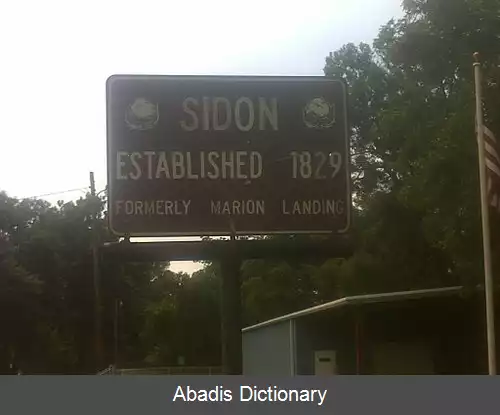 SIDON
ESTABLISHED 1829
FORMERLY MARION LANDING
Abadis Dictionary